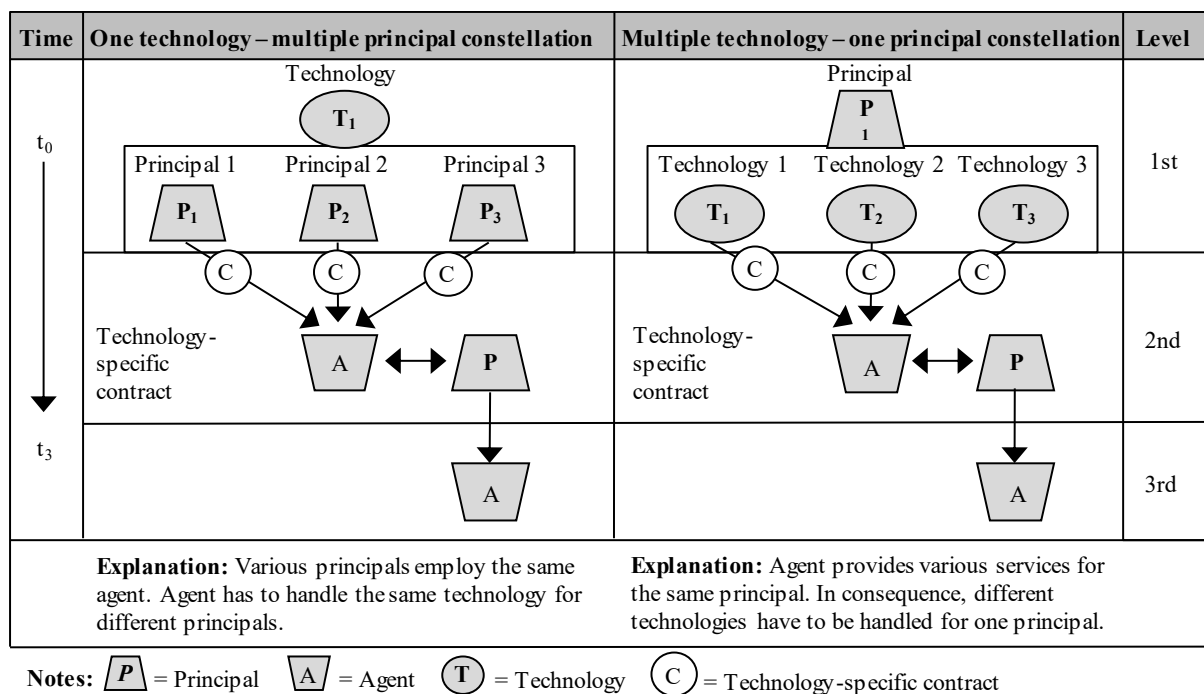 Time One technology – multiple principal constellation Multiple technology – one principal constellation Level
Technology
T1
Principal 1 Principal 2 Principal 3
P1 P2 P3
C C C
Technology-
specific
contract
A P
A
Principal
P
1
Technology 1 Technology 2 Technology 3
T1 T2 T3
C C C
Technology-
specific
contract
A P
A
t0
t3
1st
2nd
3rd
Explanation: Various principals employ the same
agent. Agent has to handle the same technology for
different principals.
Explanation: Agent provides various services for
the same principal. In consequence, different
technologies have to be handled for one principal.
Notes: P = Principal A = Agent T = Technology C = Technology-specific contract